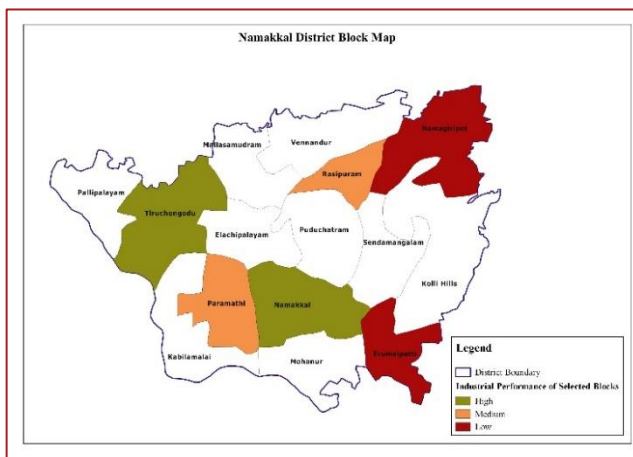 Namakkal District Block Map
Mallasamudram
Vennandur
Namagiripet
Rasipuram
Pallipalayam
Tiruchengodu
Elachipalayam
Puduchatram
Sendamangalam
Kolli Hills
Paramathi
Namakkal
Kabilamalai
Mohanur
Erumaipatti
Legend
District Boundary
Industrial Performance of Selected Blocks
High
Medium
Low